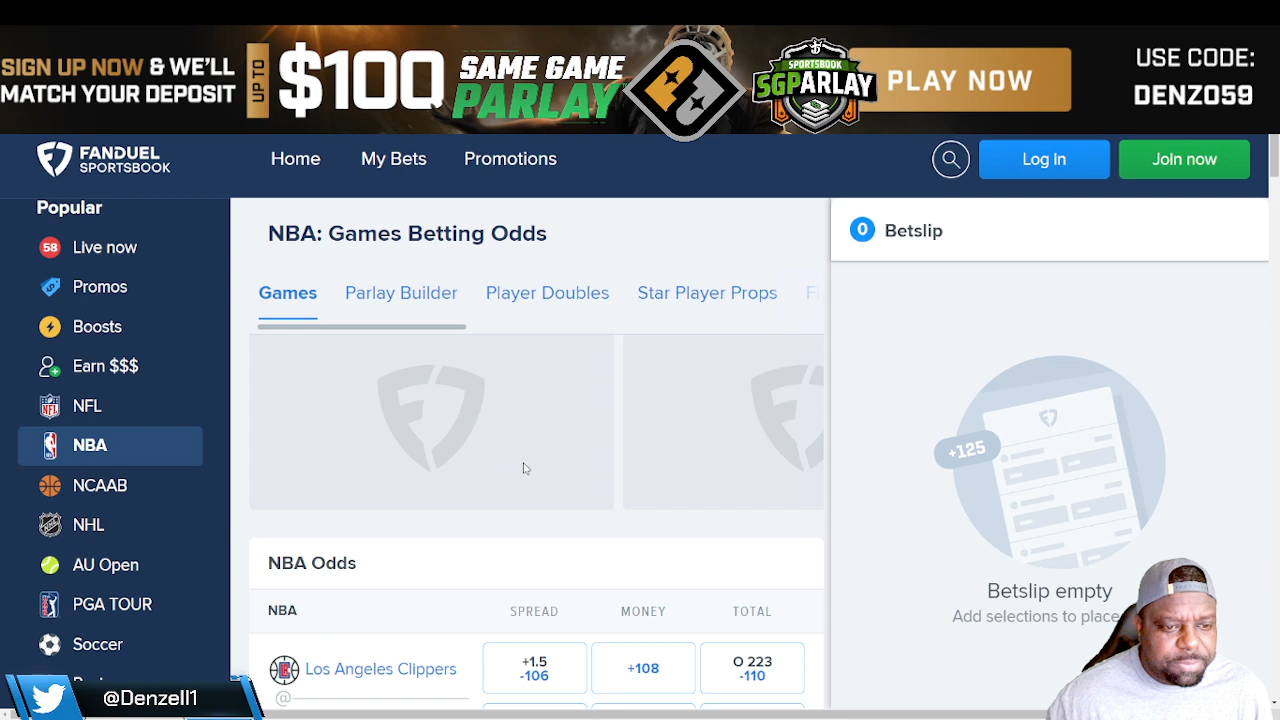 SIGN UP NOW & WE'LL
MATCH YOUR DEPOSIT
UP TO
$100
SAME GAME
PARLAY
SPORTSBOOK
SGPARLAY
PLAY NOW
USE CODE:
DENZO59
FANDUEL
SPORTSBOOK
Home
My Bets
Promotions
Log In
Join now
Popular
58
Live now
Promos
Boosts
Earn $$$
NFL
NBA
NCAAB
NHL
AU Open
PGA TOUR
Soccer
NBA: Games Betting Odds
Games
Parlay Builder
Player Doubles
Star Player Props
NBA Odds
NBA
SPREAD
MONEY
TOTAL
Los Angeles Clippers
+1.5
-106
+108
O 223
-110
@
0
Betslip
+125
Betslip empty
Add selections to place
@Denzell1